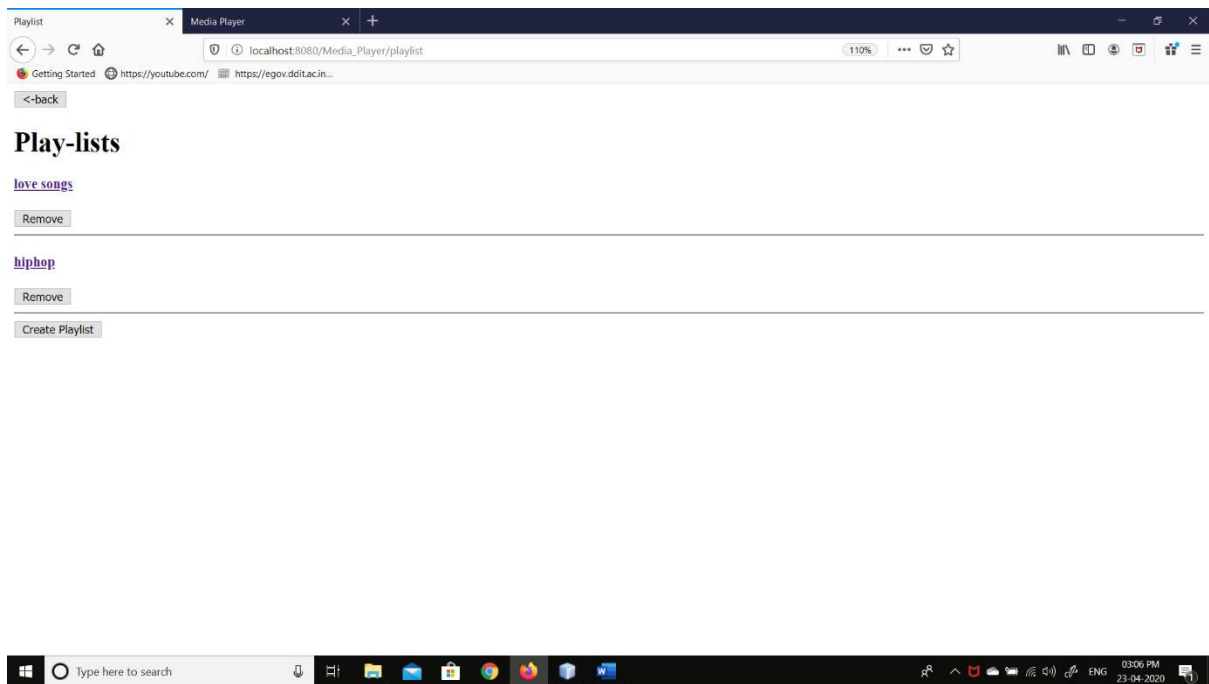 Playlist
Media Player
localhost:8080/Media_Player/playlist
110%
Getting Started https://youtube.com/ https://egov.ddit.ac.in...
<-back
Play-lists
love songs
Remove
hiphop
Remove
Create Playlist
Type here to search
ENG
03:06 PM
23-04-2020